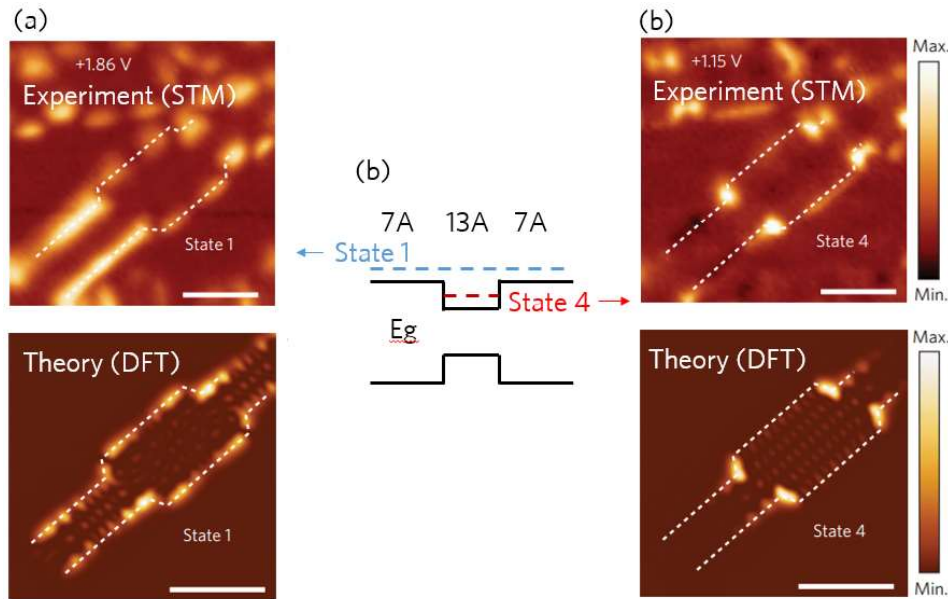 (a)
+1.86 V
Experiment (STM)
State 1
Theory (DFT)
State 1
(b)
7A 13A 7A
State 1
State 4
Eg
(b)
+1.15 V
Experiment (STM)
State 4
Max.
Min.
Theory (DFT)
State 4
Max.
Min.